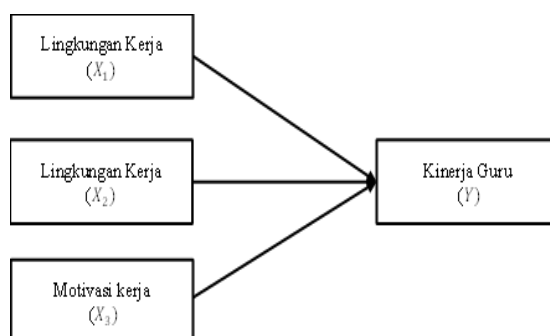 Lingkungan Kerja
(X₁)
Lingkungan Kerja
(X₂)
Kinerja Guru
(Y)
Motivasi kerja
(X₃)